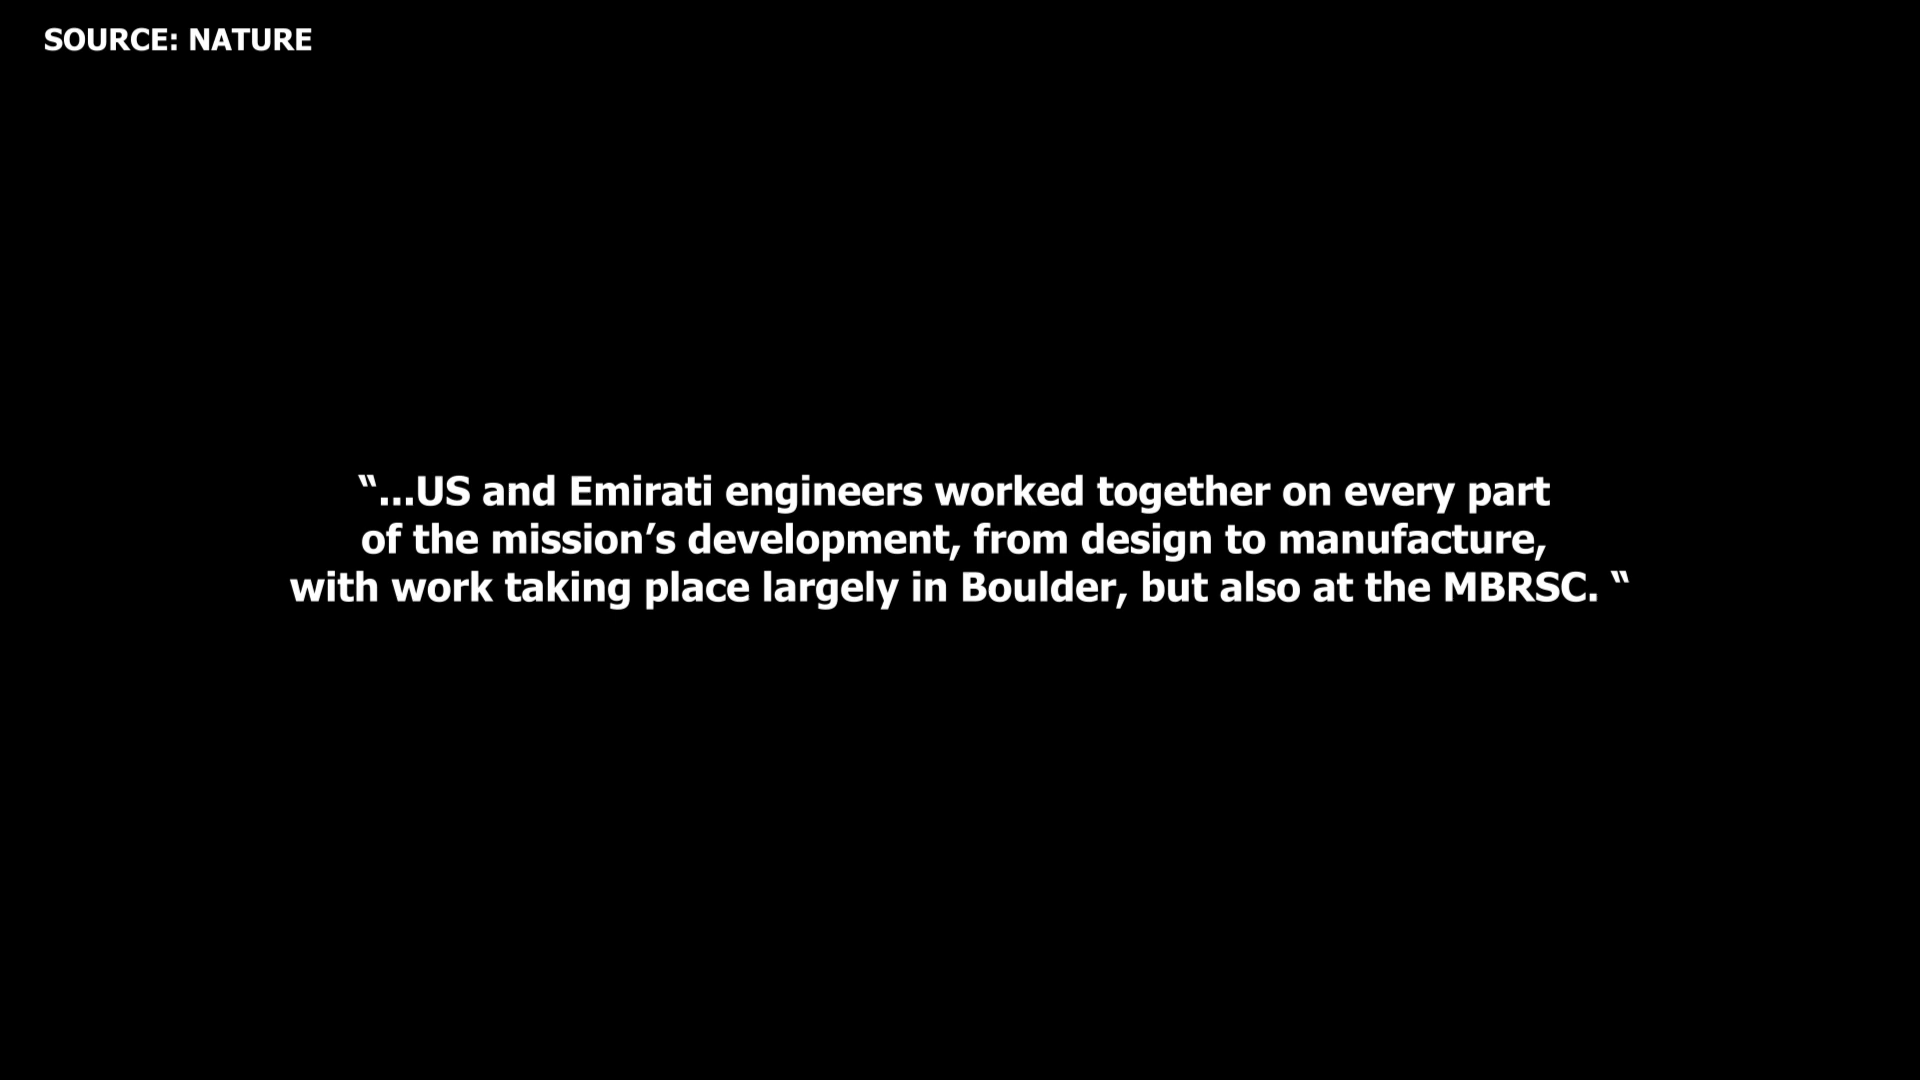 SOURCE: NATURE
“...US and Emirati engineers worked together on every part
of the mission’s development, from design to manufacture,
with work taking place largely in Boulder, but also at the MBRSC. “